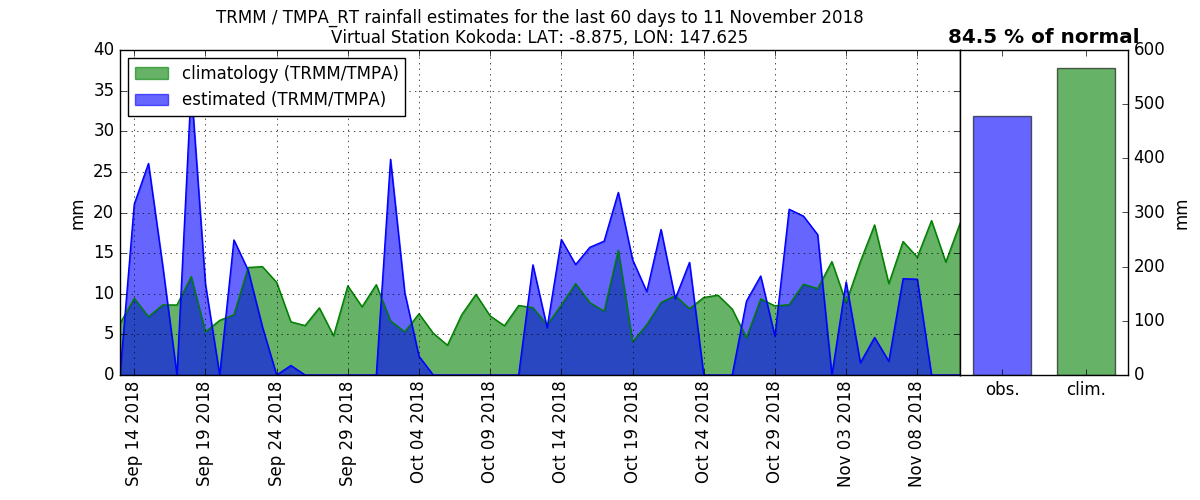 TRMM / TMPA_RT rainfall estimates for the last 60 days to 11 November 2018
Virtual Station Kokoda: LAT: -8.875, LON: 147.625
84.5 % of normal
climatology (TRMM/TMPA)
estimated (TRMM/TMPA)
40
35
30
25
20
15
10
5
0
mm
600
500
400
300
200
100
0
mm
Sep 14 2018
Sep 19 2018
Sep 24 2018
Sep 29 2018
Oct 04 2018
Oct 09 2018
Oct 14 2018
Oct 19 2018
Oct 24 2018
Oct 29 2018
Nov 03 2018
Nov 08 2018
obs.
clim.